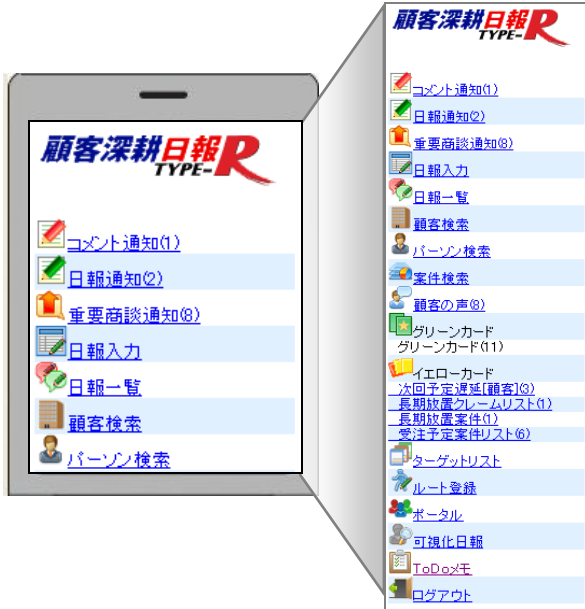 顧客深耕日報R
TYPE-
コメント通知(1)
日報通知(2)
重要商談通知(8)
日報入力
日報一覧
顧客検索
パーソン検索
顧客深耕日報R
TYPE-
コメント通知(1)
日報通知(2)
重要商談通知(8)
日報入力
日報一覧
顧客検索
パーソン検索
案件検索
顧客の声(8)
グリーンカード
グリーンカード(11)
イエローカード
次回予定遅延[顧客](3)
長期放置クレームリスト(1)
長期放置案件(1)
受注予定案件リスト(6)
ターゲットリスト
ルート登録
ポータル
可視化日報
ToDoメモ
ログアウト